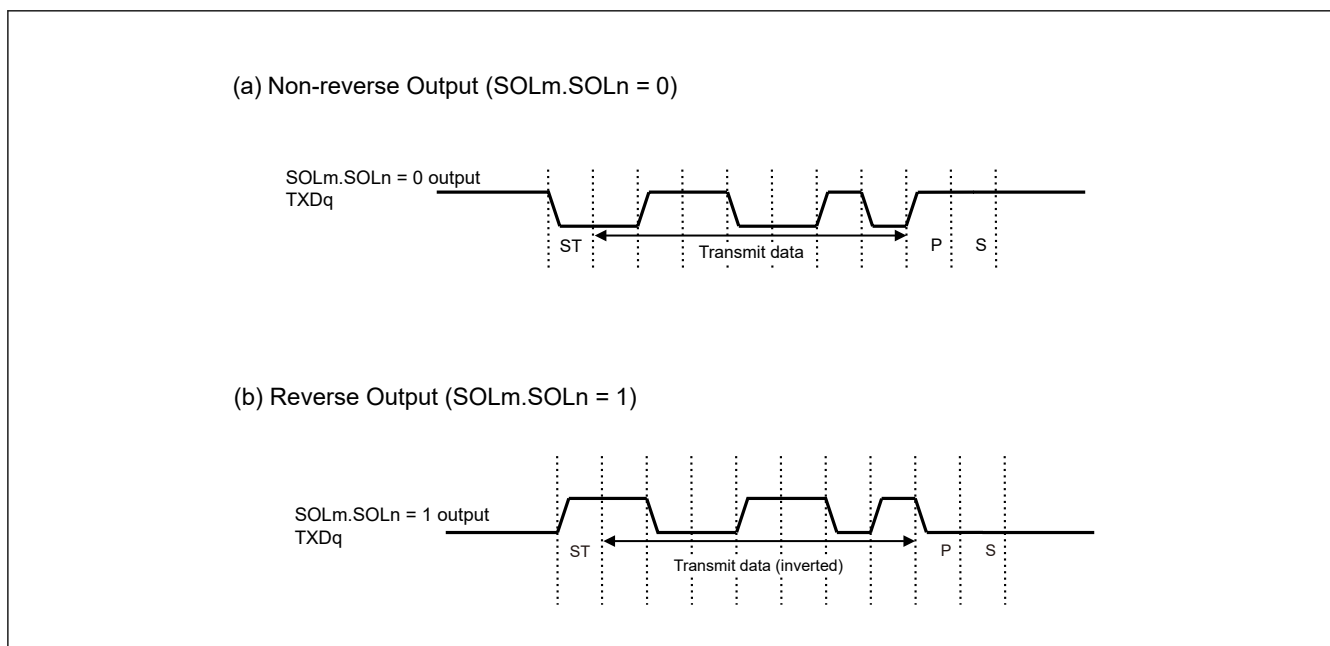 (a) Non-reverse Output (SOLm.SOLn = 0)
SOLm.SOLn = 0 output
TXDq
ST
Transmit data
P
S
(b) Reverse Output (SOLm.SOLn = 1)
SOLm.SOLn = 1 output
TXDq
ST
Transmit data (inverted)
P
S